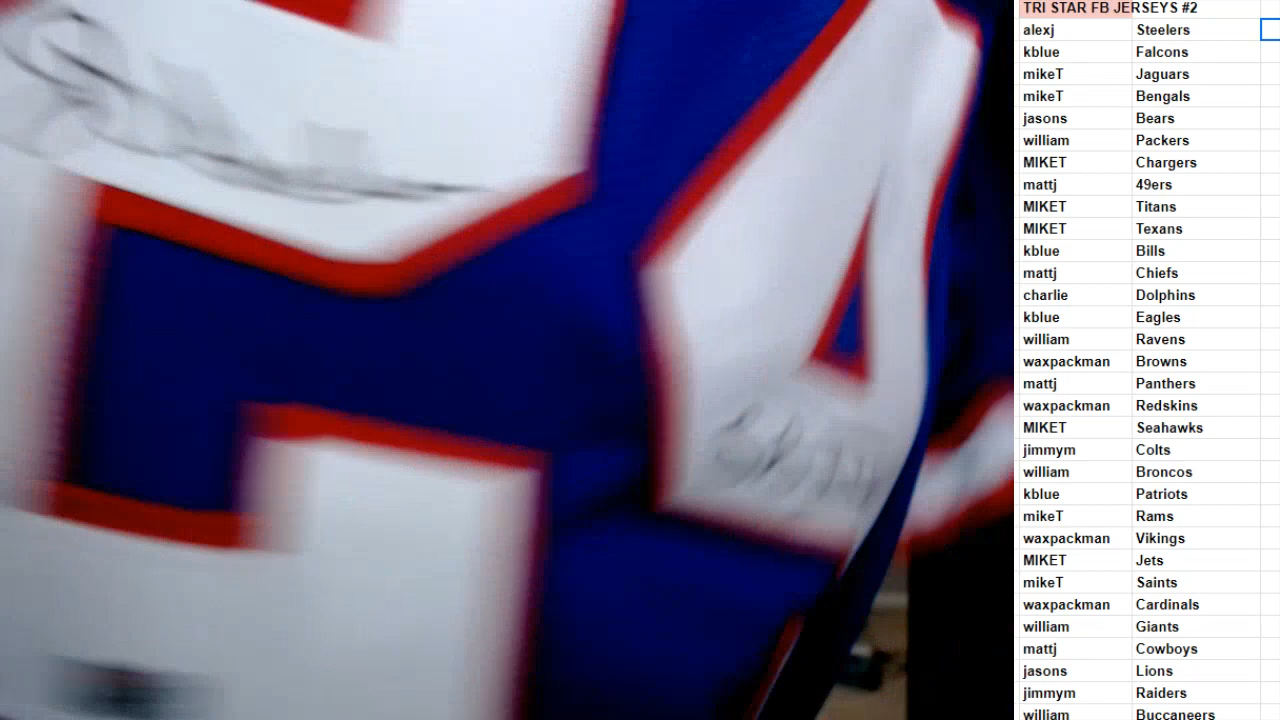 TRI STAR FB JERSEYS #2
alexj Steelers
kblue Falcons
mikeT Jaguars
mikeT Bengals
jasons Bears
william Packers
MIKET Chargers
mattj 49ers
MIKET Titans
MIKET Texans
kblue Bills
mattj Chiefs
charlie Dolphins
kblue Eagles
william Ravens
waxpackman Browns
mattj Panthers
waxpackman Redskins
MIKET Seahawks
jimmym Colts
william Broncos
kblue Patriots
mikeT Rams
waxpackman Vikings
MIKET Jets
mikeT Saints
waxpackman Cardinals
william Giants
mattj Cowboys
jasons Lions
jimmym Raiders
william Buccaneers
4